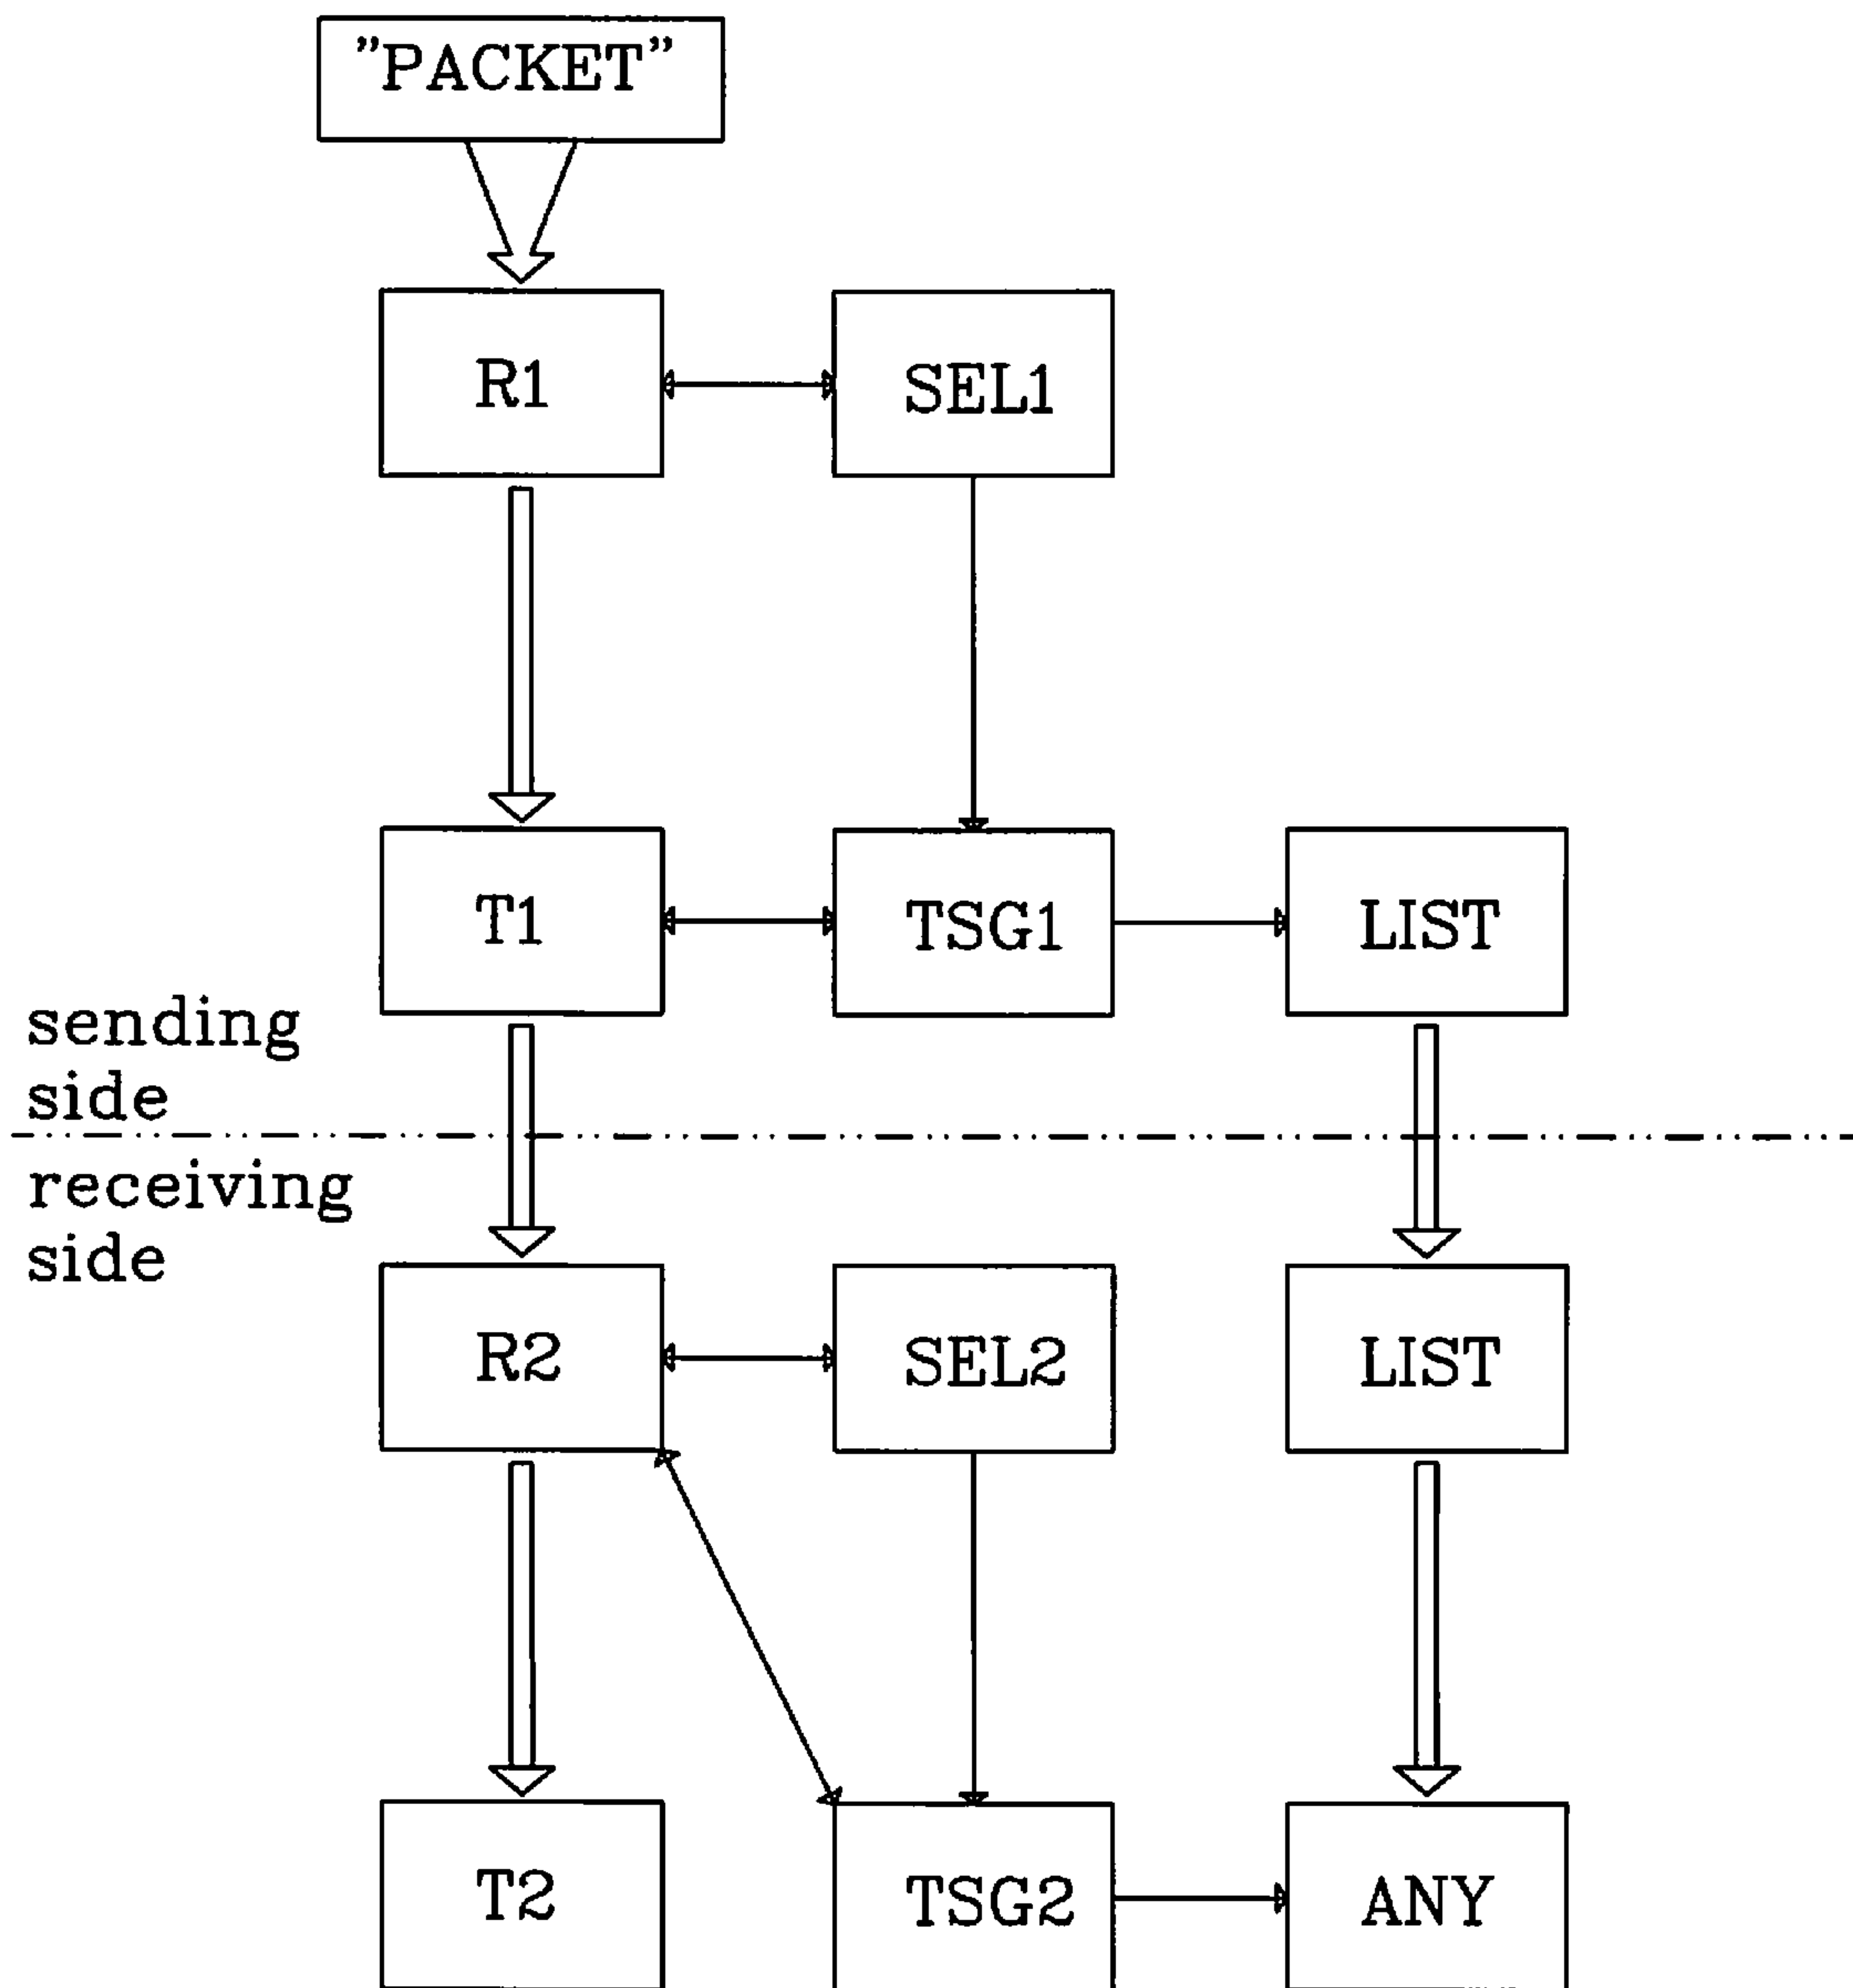 ”PACKET”
R1
SEL1
T1
TSG1
LIST
sending
side
receiving
side
R2
SEL2
LIST
T2
TSG2
ANY